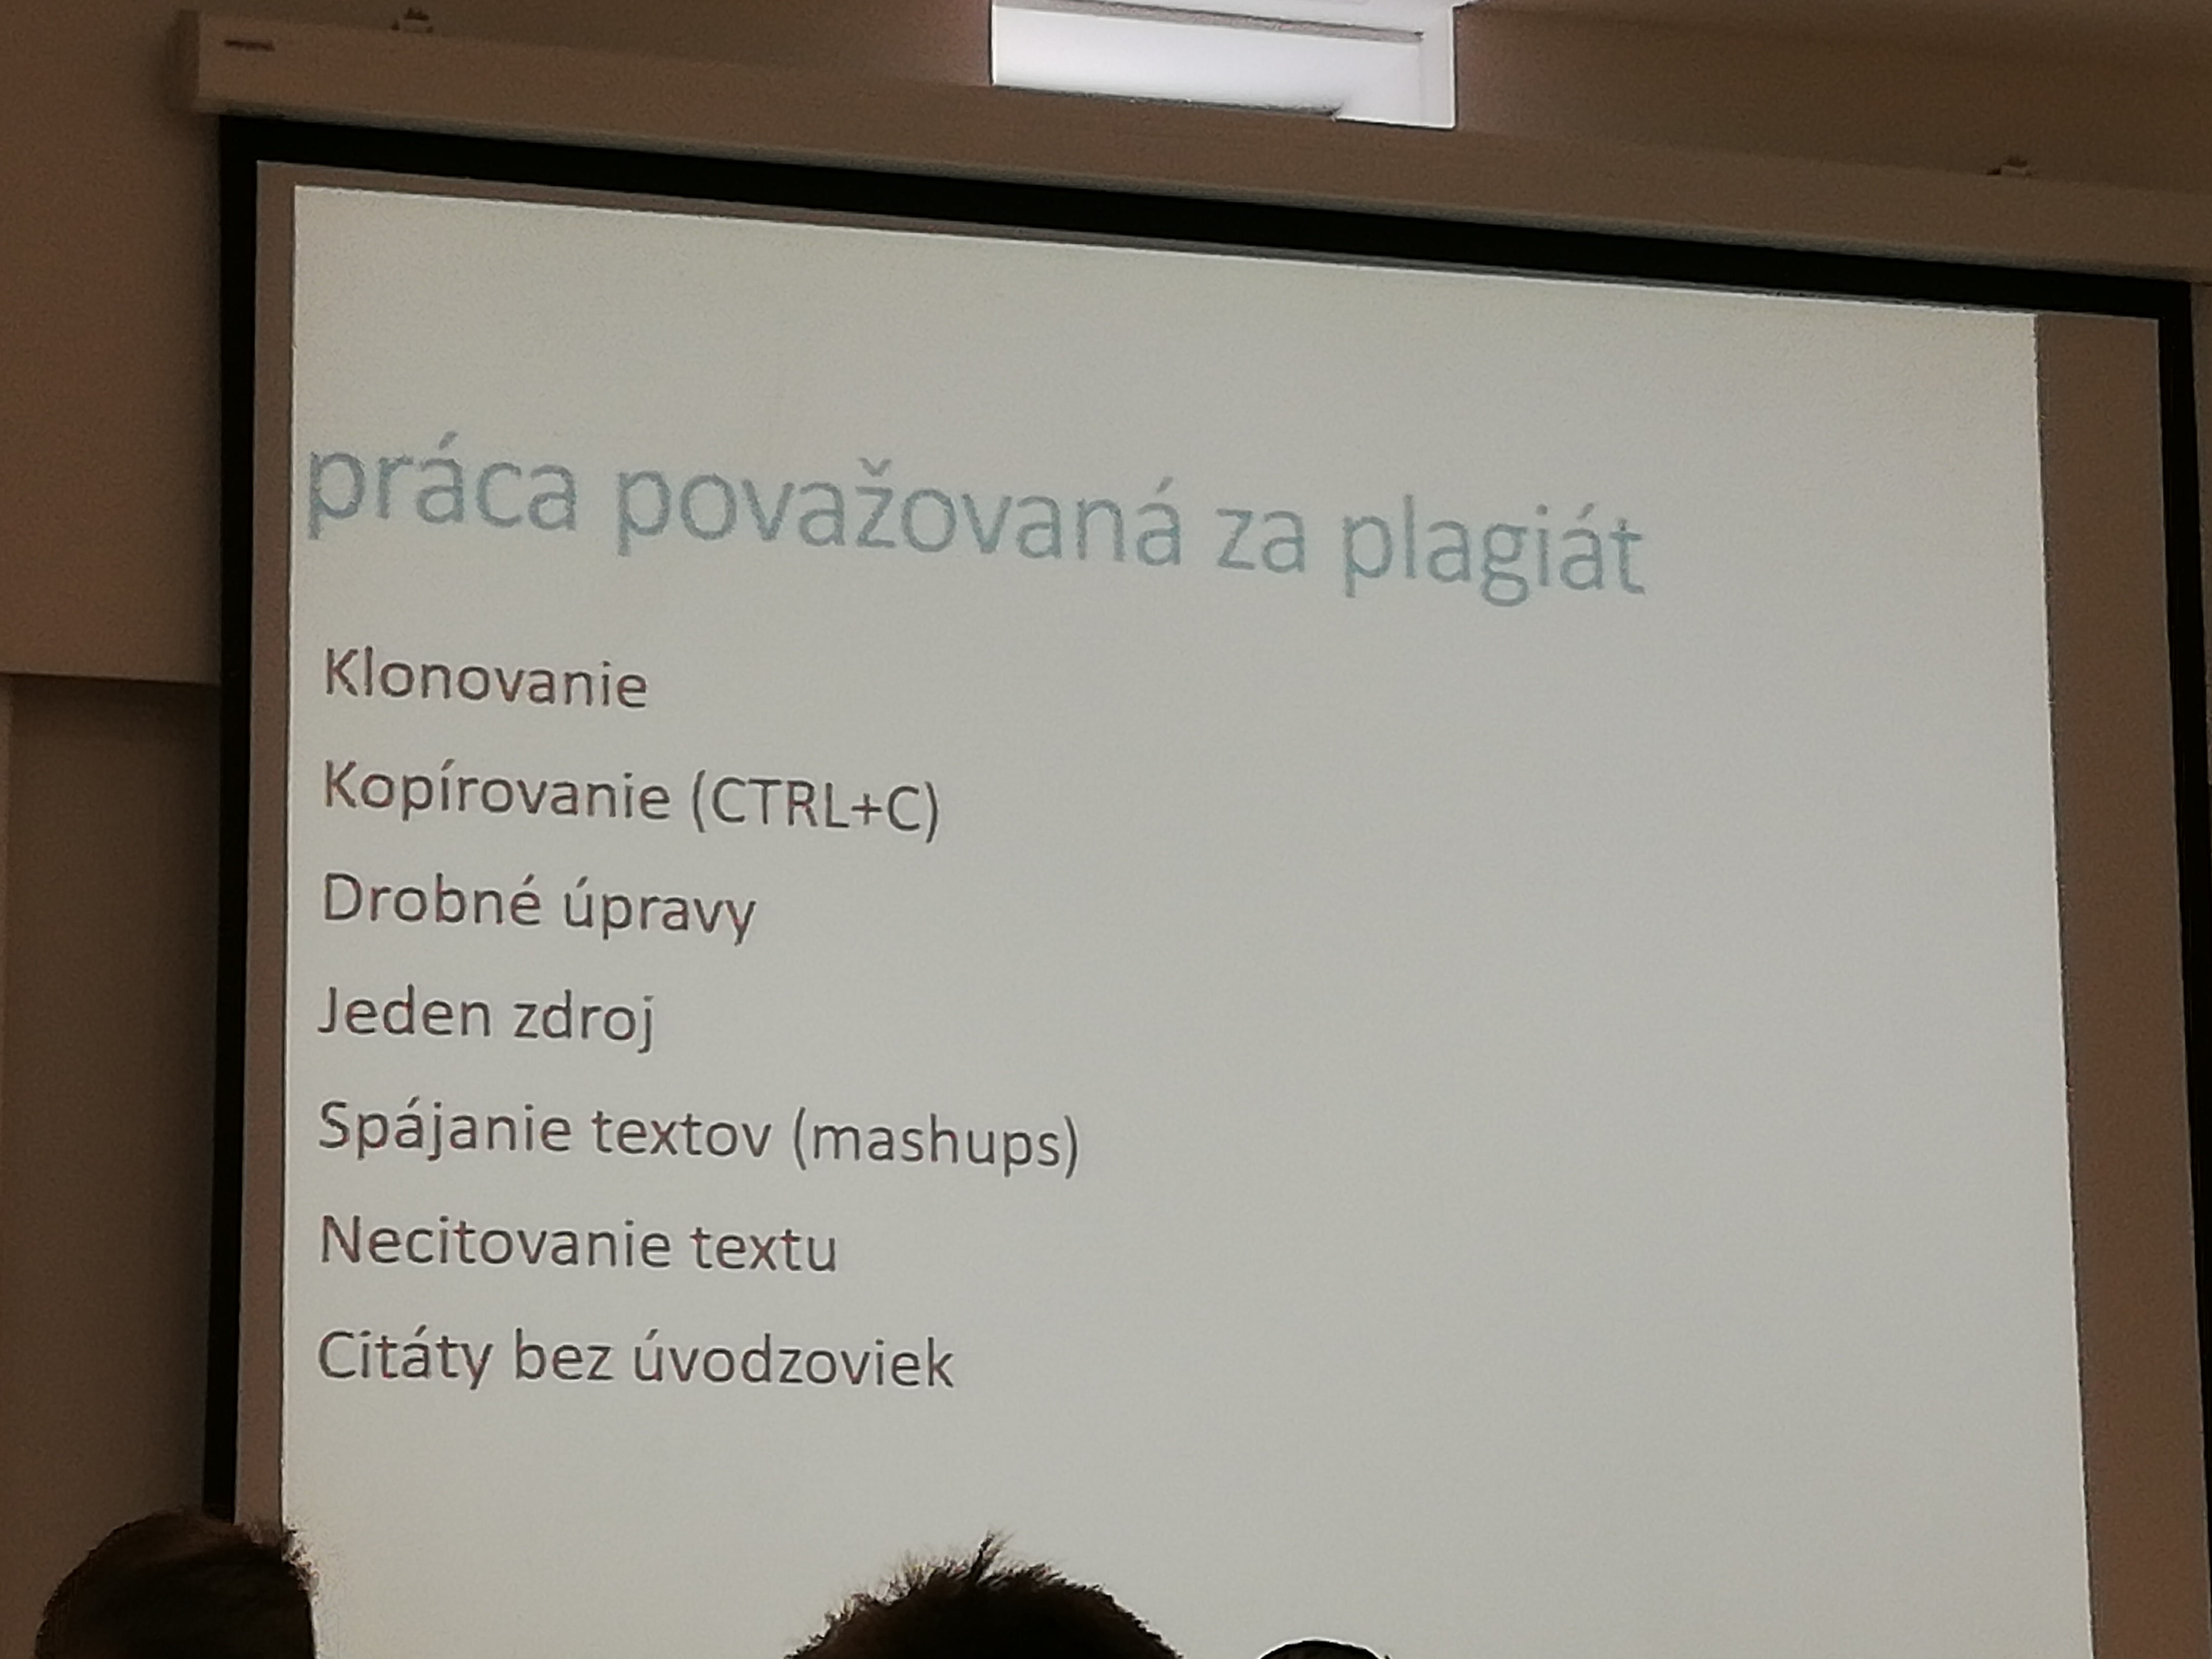 práca považovaná za plagiát
Klonovanie
Kopírovanie (CTRL+C)
Drobné úpravy
Jeden zdroj
Spájanie textov (mashups)
Necitovanie textu
Citáty bez úvodzoviek